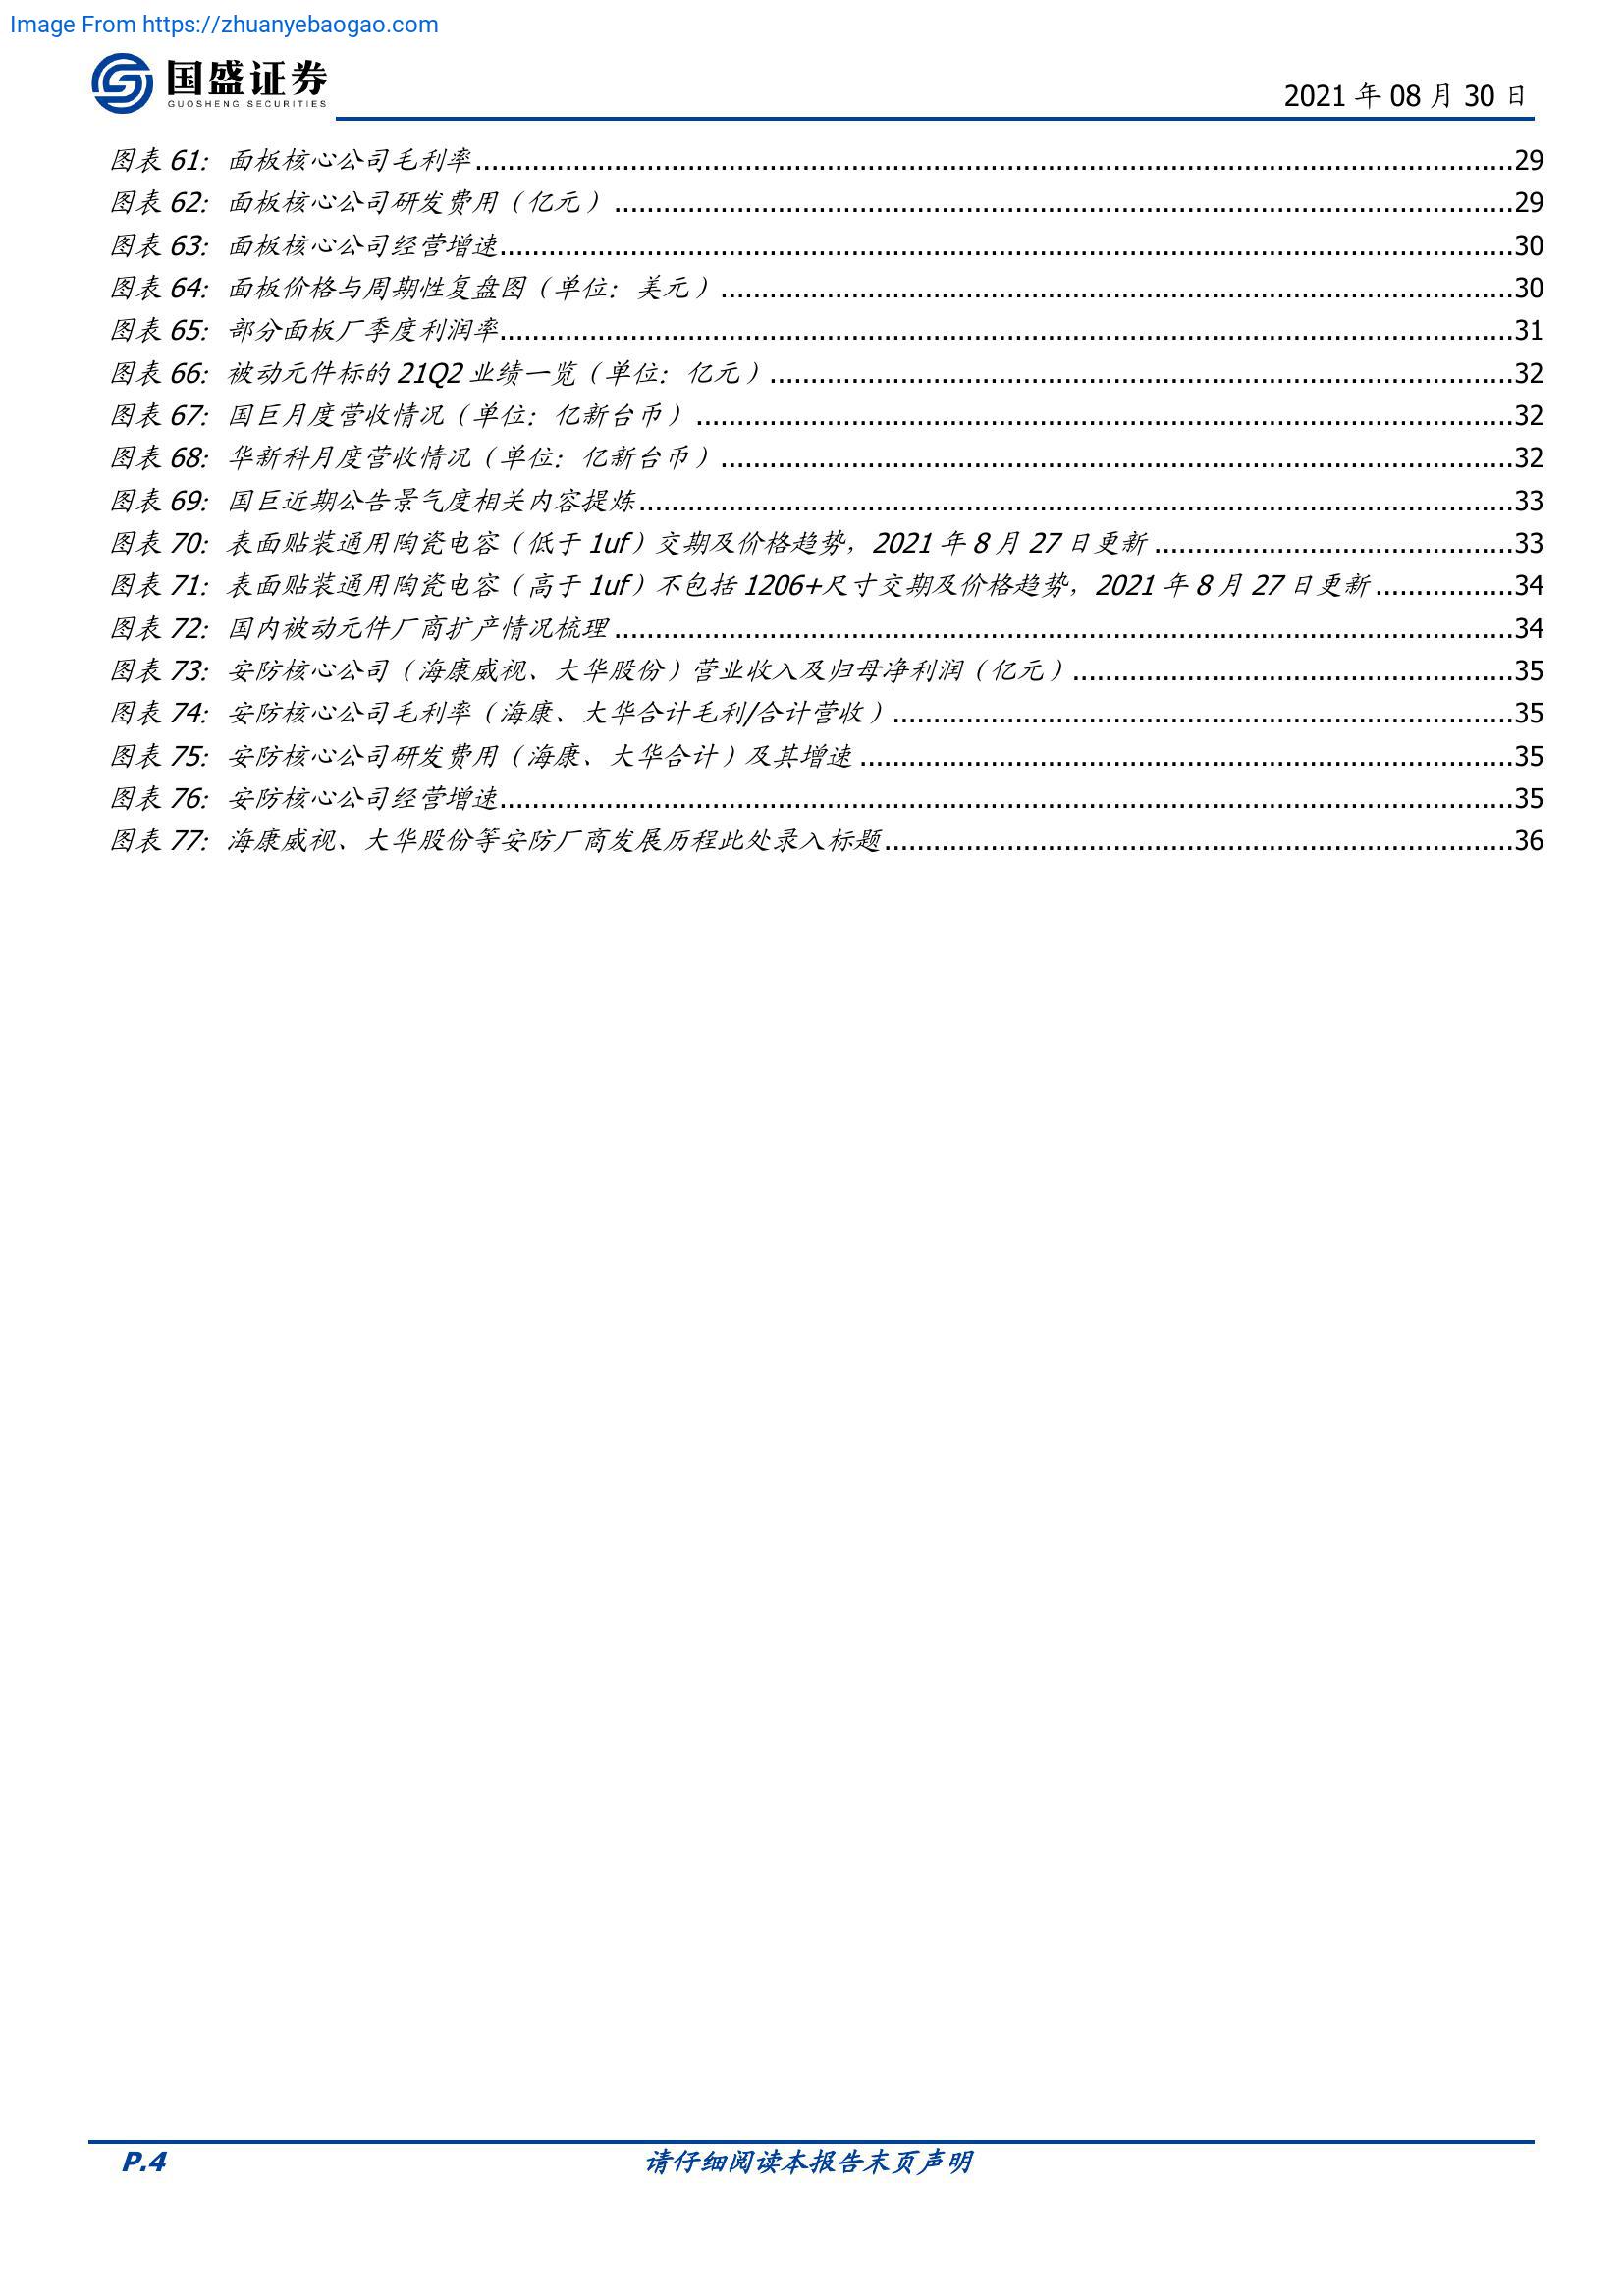 Image From https://zhuanyebaogao.com
国盛证券
GUOSHENG SECURITIES
2021 年 08 月 30 日
图表 61: 面板核心公司毛利率....................29
图表 62: 面板核心公司研发费用（亿元）....................29
图表 63: 面板核心公司经营增速....................30
图表 64: 面板价格与周期性复盘图（单位：美元）....................30
图表 65: 部分面板厂季度利润率....................31
图表 66: 被动元件标的 21Q2 业绩一览（单位：亿元）....................32
图表 67: 国巨月度营收情况（单位：亿新台币）....................32
图表 68: 华新科月度营收情况（单位：亿新台币）....................32
图表 69: 国巨近期公告景气度相关内容提炼....................33
图表 70: 表面贴装通用陶瓷电容（低于 1uf）交期及价格趋势，2021 年 8 月 27 日更新....................33
图表 71: 表面贴装通用陶瓷电容（高于 1uf）不包括 1206+尺寸交期及价格趋势，2021 年 8 月 27 日更新....................34
图表 72: 国内被动元件厂商扩产情况梳理....................34
图表 73: 安防核心公司（海康威视、大华股份）营业收入及归母净利润（亿元）....................35
图表 74: 安防核心公司毛利率（海康、大华合计毛利/合计营收）....................35
图表 75: 安防核心公司研发费用（海康、大华合计）及其增速....................35
图表 76: 安防核心公司经营增速....................35
图表 77: 海康威视、大华股份等安防厂商发展历程此处录入标题....................36
P.4
请仔细阅读本报告末页声明